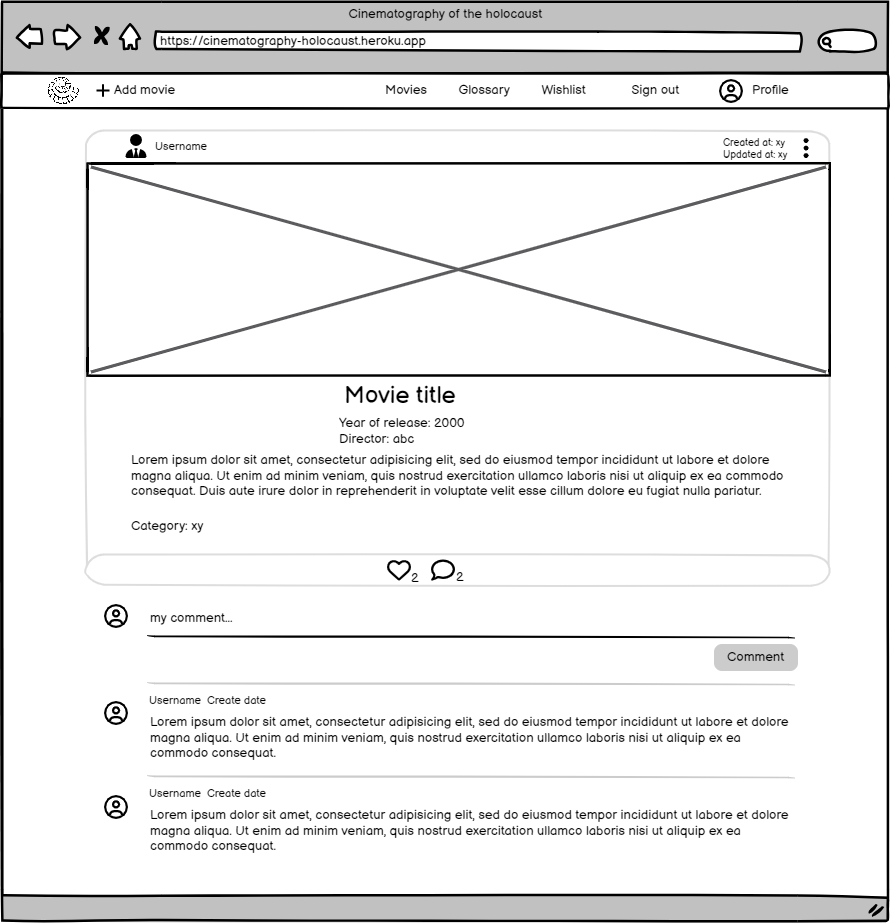 Cinematography of the holocaust
https://cinematography-holocaust.heroku.app
Add movie Movies Glossary Wishlist Sign out Profile
Username Created at: xy
Updated at: xy
Movie title
Year of release: 2000
Director: abc
Lorem ipsum dolor sit amet, consectetur adipisicing elit, sed do eiusmod tempor incididunt ut labore et dolore
magna aliqua. Ut enim ad minim veniam, quis nostrud exercitation ullamco laboris nisi ut aliquip ex ea commodo
consequat. Duis aute irure dolor in reprehenderit in voluptate velit esse cillum dolore eu fugiat nulla pariatur.
Category: xy
2 2
my comment...
Comment
Username Create date
Lorem ipsum dolor sit amet, consectetur adipisicing elit, sed do eiusmod tempor incididunt ut labore et dolore
magna aliqua. Ut enim ad minim veniam, quis nostrud exercitation ullamco laboris nisi ut aliquip ex ea
commodo consequat.
Username Create date
Lorem ipsum dolor sit amet, consectetur adipisicing elit, sed do eiusmod tempor incididunt ut labore et dolore
magna aliqua. Ut enim ad minim veniam, quis nostrud exercitation ullamco laboris nisi ut aliquip ex ea
commodo consequat.